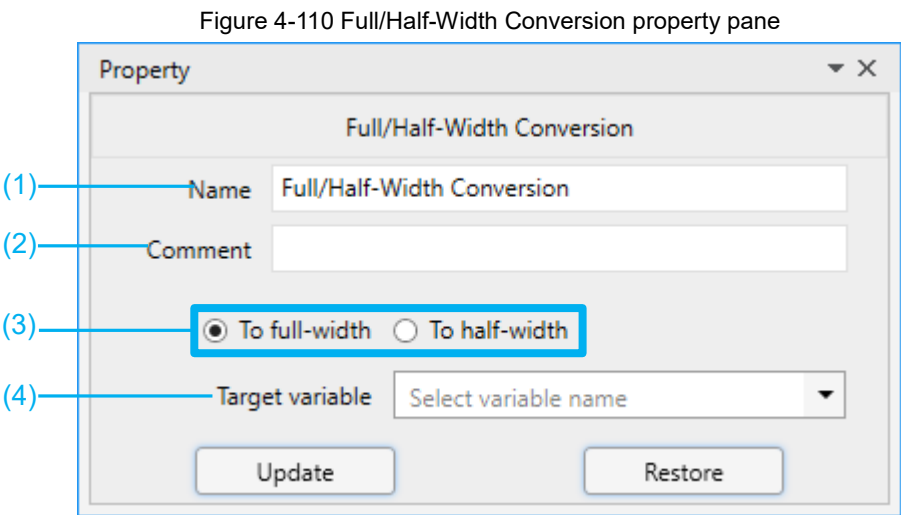 Figure 4-110 Full/Half-Width Conversion property pane
Property
Full/Half-Width Conversion
(1) Name Full/Half-Width Conversion
(2) Comment
(3) To full-width To half-width
(4) Target variable Select variable name
Update Restore